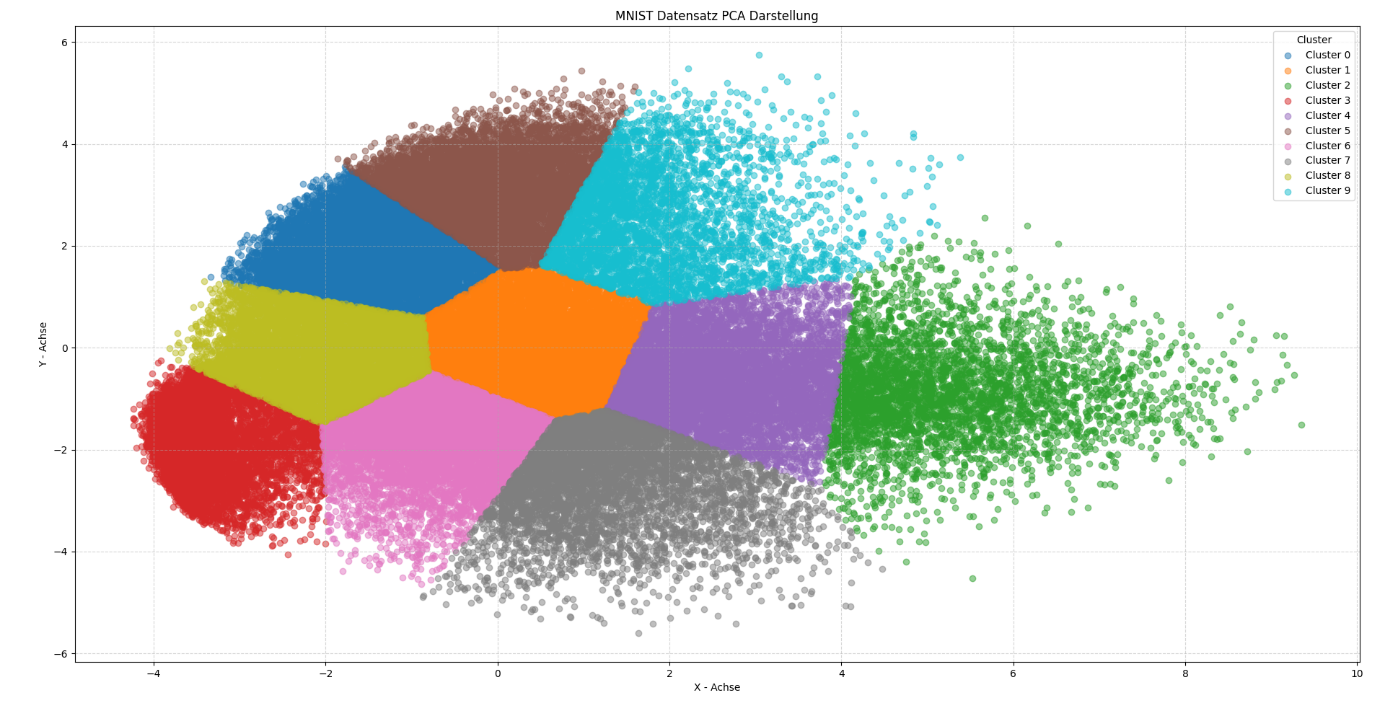 MNIST Datensatz PCA Darstellung
Cluster
Cluster 0
Cluster 1
Cluster 2
Cluster 3
Cluster 4
Cluster 5
Cluster 6
Cluster 7
Cluster 8
Cluster 9
Y - Achse
6
4
2
0
−2
−4
−6
−4
−2
0
2
4
6
8
10
X - Achse